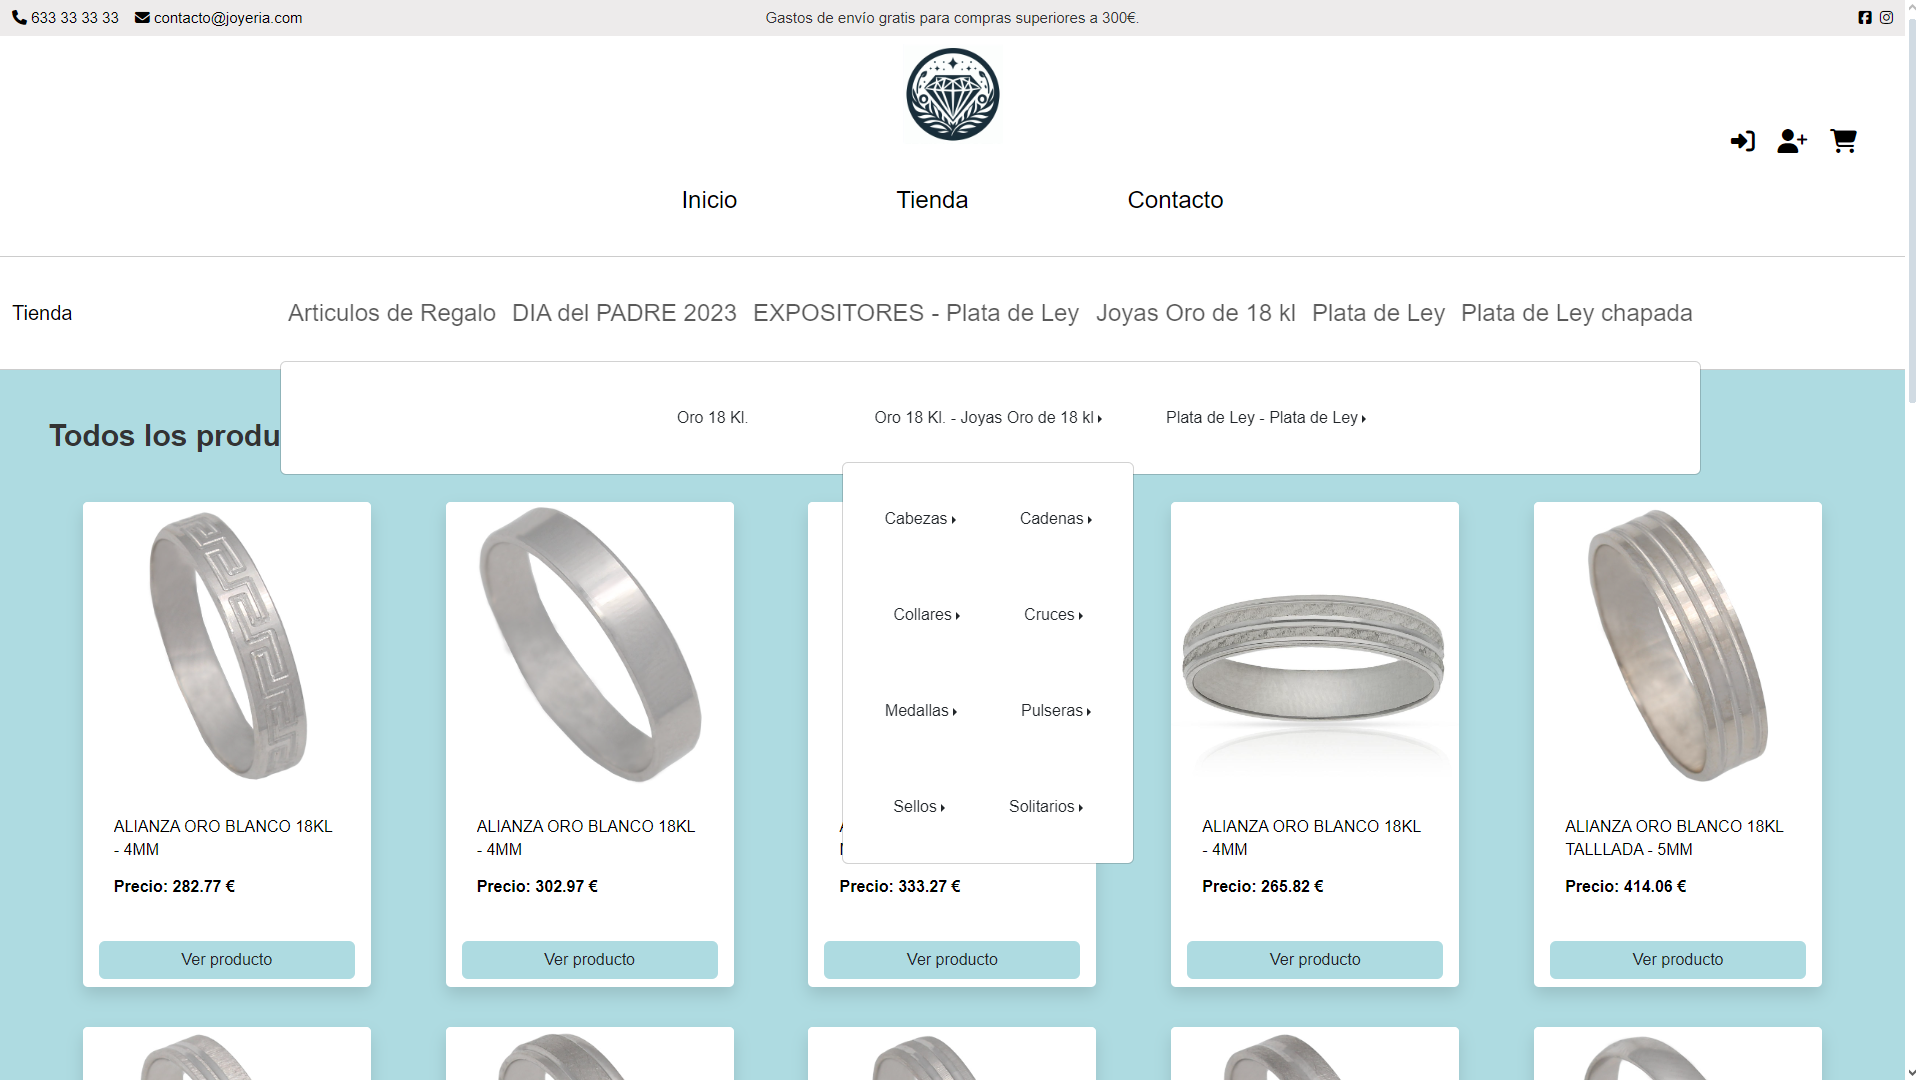 633 33 33 33 contacto@joyeria.com Gastos de envío gratis para compras superiores a 300€.
Inicio Tienda Contacto
Tienda Articulos de Regalo DIA del PADRE 2023 EXPOSITORES - Plata de Ley Joyas Oro de 18 kl Plata de Ley Plata de Ley chapada
Oro 18 Kl. Oro 18 Kl. - Joyas Oro de 18 kl Plata de Ley - Plata de Ley
Todos los produ
Cabezas Cadenas
Collares Cruces
Medallas Pulseras
Sellos Solitarios
ALIANZA ORO BLANCO 18KL
- 4MM
Precio: 282.77 €
Ver producto
ALIANZA ORO BLANCO 18KL
- 4MM
Precio: 302.97 €
Ver producto
Precio: 333.27 €
Ver producto
ALIANZA ORO BLANCO 18KL
- 4MM
Precio: 265.82 €
Ver producto
ALIANZA ORO BLANCO 18KL
TALLLADA - 5MM
Precio: 414.06 €
Ver producto